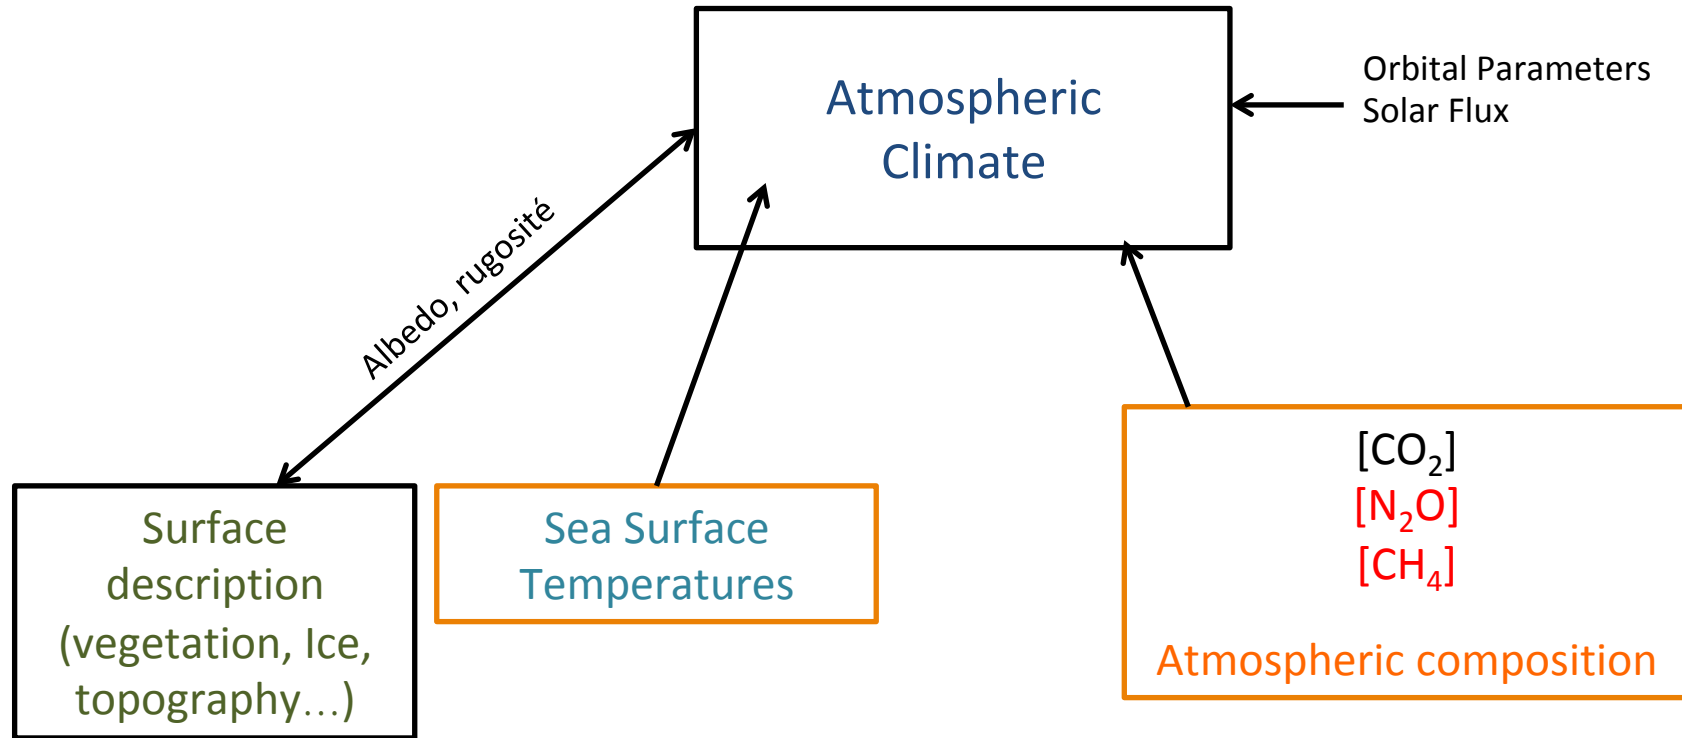 Atmospheric
Climate
Orbital Parameters
Solar Flux
Albedo, rugosité
Surface
description
(vegetation, Ice,
topography...)
Sea Surface
Temperatures
[CO₂]
[N₂O]
[CH₄]
Atmospheric composition